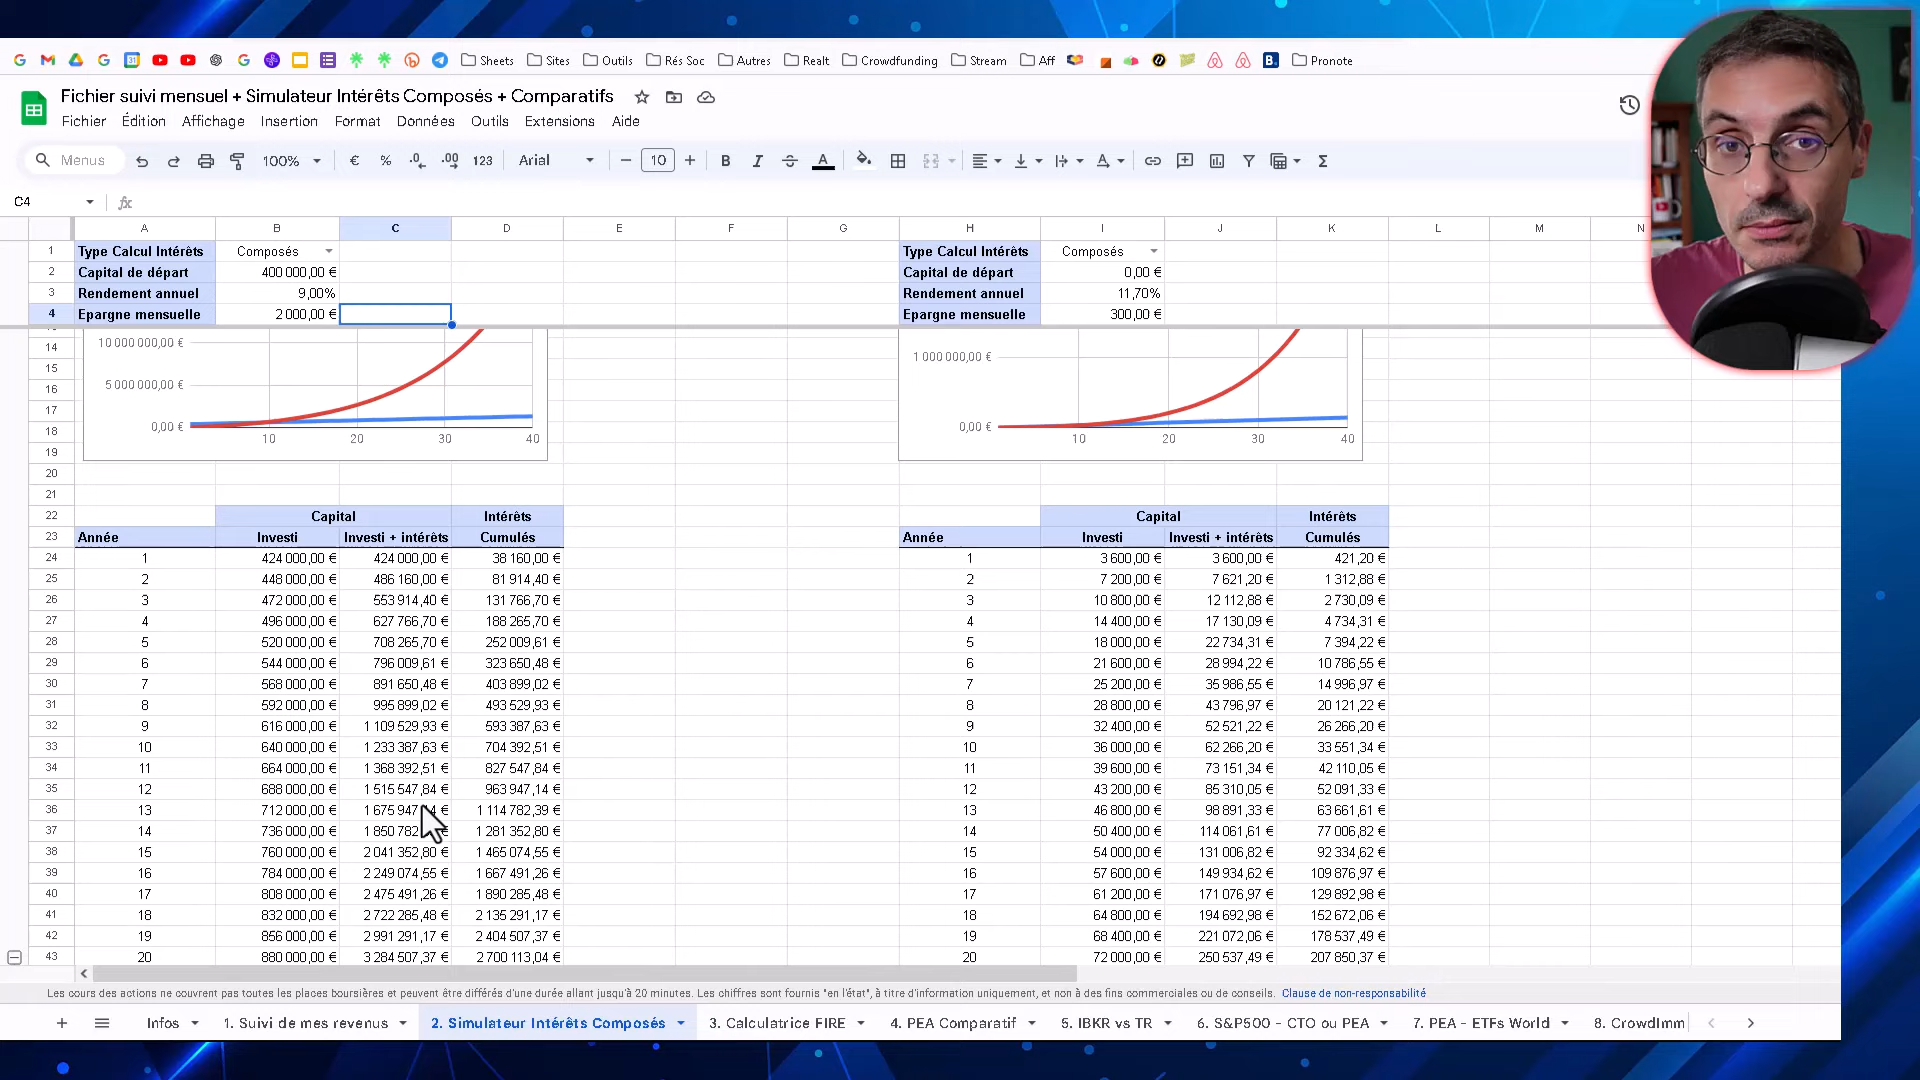 Sheets Sites Outils Rés Soc Autres Realt Crowdfunding Stream Aff B. Pronote
Fichier suivi mensuel + Simulateur Intérêts Composés + Comparatifs
Fichier Édition Affichage Insertion Format Données Outils Extensions Aide
Menus 100% € % .0 .00 123 Arial 10 B I A Σ
C4 fx
A B C D E F G H I J K L M N
1 Type Calcul Intérêts Composés Type Calcul Intérêts Composés
2 Capital de départ 400 000,00 € Capital de départ 0,00 €
3 Rendement annuel 9,00% Rendement annuel 11,70%
4 Epargne mensuelle 2 000,00 € Epargne mensuelle 300,00 €
14 10 000 000,00 € 1 000 000,00 €
15
16 5 000 000,00 €
17
18 0,00 € 0,00 €
10 20 30 40 10 20 30 40
19
20
21
22 Capital Intérêts Capital Intérêts
23 Année Investi Investi + intérêts Cumulés Année Investi Investi + intérêts Cumulés
24 1 424 000,00 € 424 000,00 € 38 160,00 € 1 3 600,00 € 3 600,00 € 421,20 €
25 2 448 000,00 € 486 160,00 € 81 914,40 € 2 7 200,00 € 7 621,20 € 1 312,88 €
26 3 472 000,00 € 553 914,40 € 131 766,70 € 3 10 800,00 € 12 112,88 € 2 730,09 €
27 4 496 000,00 € 627 766,70 € 188 265,70 € 4 14 400,00 € 17 130,09 € 4 734,31 €
28 5 520 000,00 € 708 265,70 € 252 009,61 € 5 18 000,00 € 22 734,31 € 7 394,22 €
29 6 544 000,00 € 796 009,61 € 323 650,48 € 6 21 600,00 € 28 994,22 € 10 786,55 €
30 7 568 000,00 € 891 650,48 € 403 899,02 € 7 25 200,00 € 35 986,55 € 14 996,97 €
31 8 592 000,00 € 995 899,02 € 493 529,93 € 8 28 800,00 € 43 796,97 € 20 121,22 €
32 9 616 000,00 € 1 109 529,93 € 593 387,63 € 9 32 400,00 € 52 521,22 € 26 266,20 €
33 10 640 000,00 € 1 233 387,63 € 704 392,51 € 10 36 000,00 € 62 266,20 € 33 551,34 €
34 11 664 000,00 € 1 368 392,51 € 827 547,84 € 11 39 600,00 € 73 151,34 € 42 110,05 €
35 12 688 000,00 € 1 515 547,84 € 963 947,14 € 12 43 200,00 € 85 310,05 € 52 091,33 €
36 13 712 000,00 € 1 675 947 4 € 1 114 782,39 € 13 46 800,00 € 98 891,33 € 63 661,61 €
37 14 736 000,00 € 1 850 782 € 1 281 352,80 € 14 50 400,00 € 114 061,61 € 77 006,82 €
38 15 760 000,00 € 2 041 352,80 € 1 465 074,55 € 15 54 000,00 € 131 006,82 € 92 334,62 €
39 16 784 000,00 € 2 249 074,55 € 1 667 491,26 € 16 57 600,00 € 149 934,62 € 109 876,97 €
40 17 808 000,00 € 2 475 491,26 € 1 890 285,48 € 17 61 200,00 € 171 076,97 € 129 892,98 €
41 18 832 000,00 € 2 722 285,48 € 2 135 291,17 € 18 64 800,00 € 194 692,98 € 152 672,06 €
42 19 856 000,00 € 2 991 291,17 € 2 404 507,37 € 19 68 400,00 € 221 072,06 € 178 537,49 €
43 20 880 000,00 € 3 284 507,37 € 2 700 113,04 € 20 72 000,00 € 250 537,49 € 207 850,37 €
Les cours des actions ne couvrent pas toutes les places boursières et peuvent être différés d'une durée allant jusqu'à 20 minutes. Les chiffres sont fournis "en l'état", à titre d'information uniquement, et non à des fins commerciales ou de conseils. Clause de non-responsabilité
Infos 1. Suivi de mes revenus 2. Simulateur Intérêts Composés 3. Calculatrice FIRE 4. PEA Comparatif 5. IBKR vs TR 6. S&P500 - CTO ou PEA 7. PEA - ETFs World 8. CrowdImm